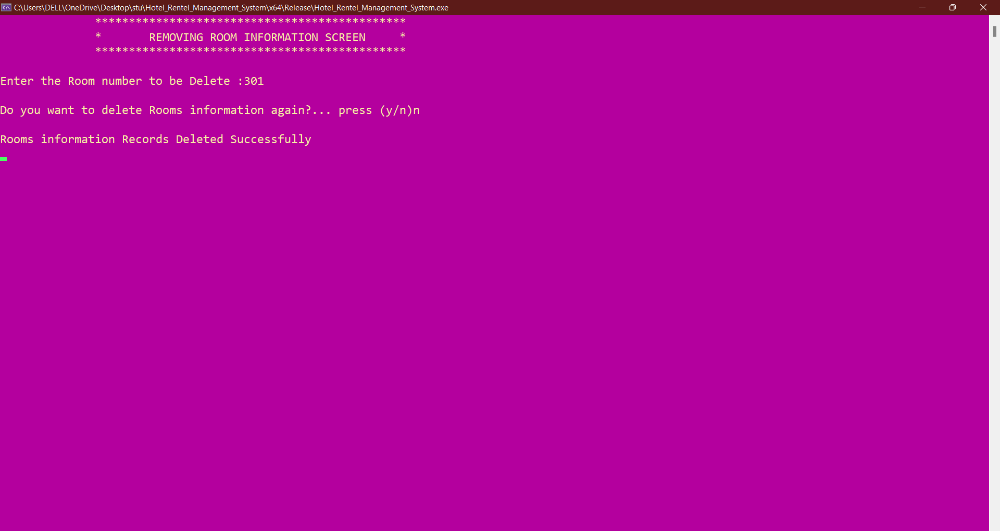 C:\Users\DELL\OneDrive\Desktop\stu\Hotel_Rentel_Management_System\x64\Release\Hotel_Rentel_Management_System.exe
**********************************************
* REMOVING ROOM INFORMATION SCREEN *
**********************************************
Enter the Room number to be Delete :301
Do you want to delete Rooms information again?... press (y/n)n
Rooms information Records Deleted Successfully